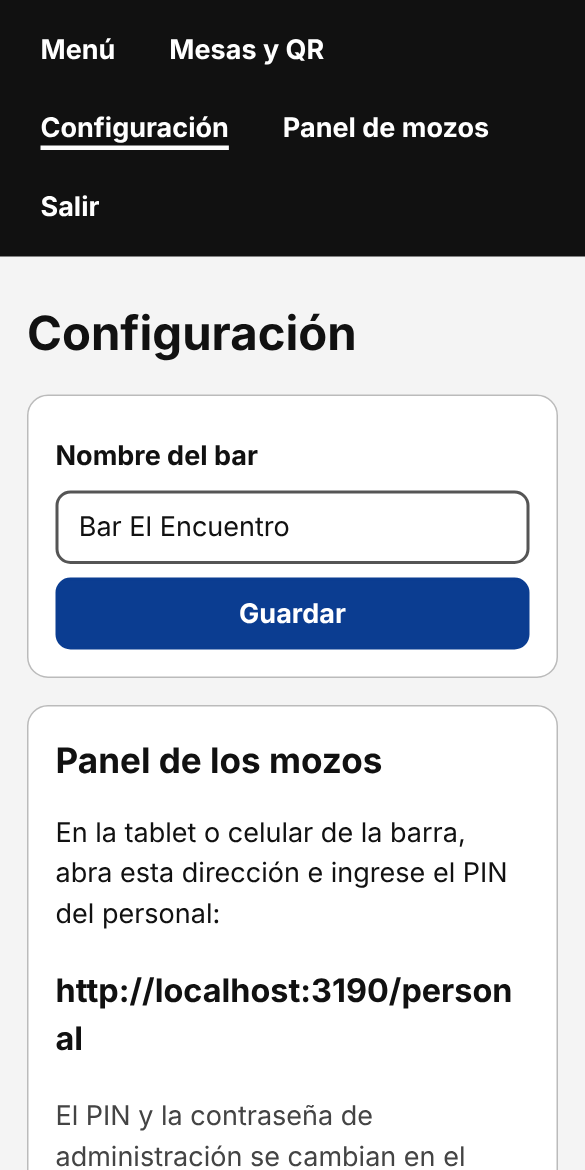 Menú Mesas y QR
Configuración Panel de mozos
Salir
Configuración
Nombre del bar
Bar El Encuentro
Guardar
Panel de los mozos
En la tablet o celular de la barra,
abra esta dirección e ingrese el PIN
del personal:
http://localhost:3190/person
al
El PIN y la contraseña de
administración se cambian en el